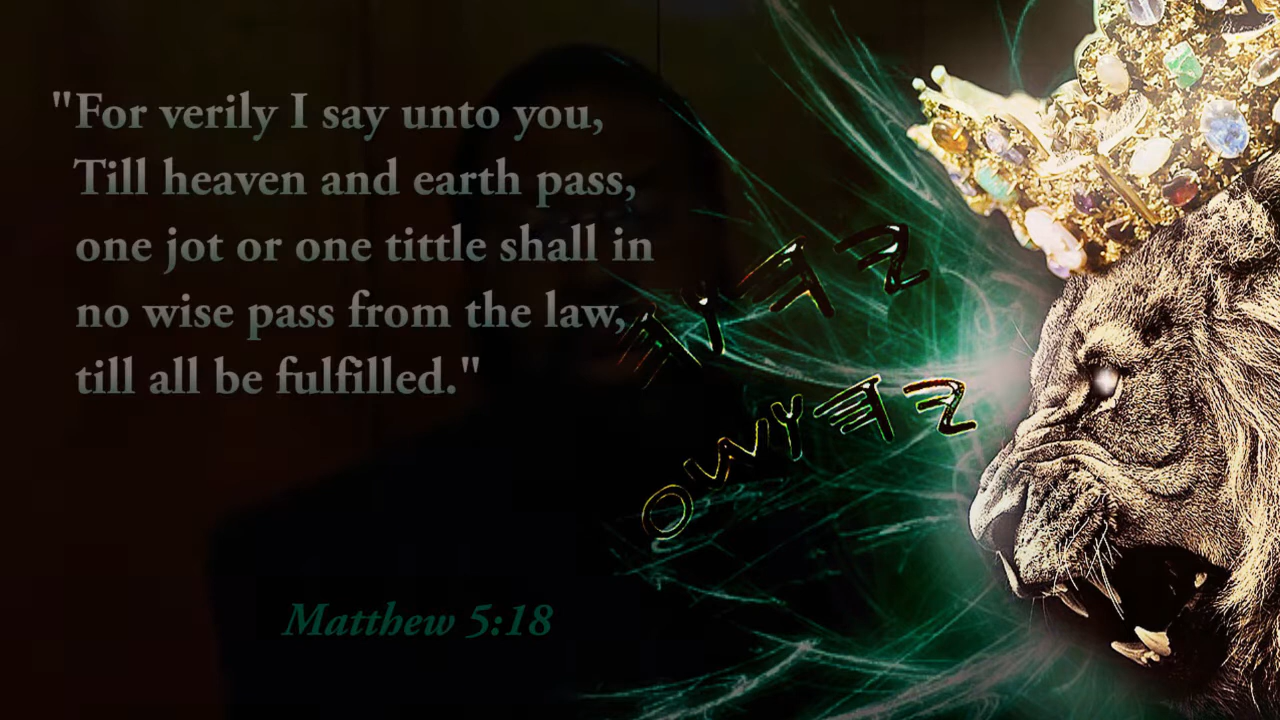 "For verily I say unto you,
Till heaven and earth pass,
one jot or one tittle shall in
no wise pass from the law,
till all be fulfilled."
Matthew 5:18
𐤉𐤄𐤅𐤄
𐤉𐤄𐤅𐤔𐤏